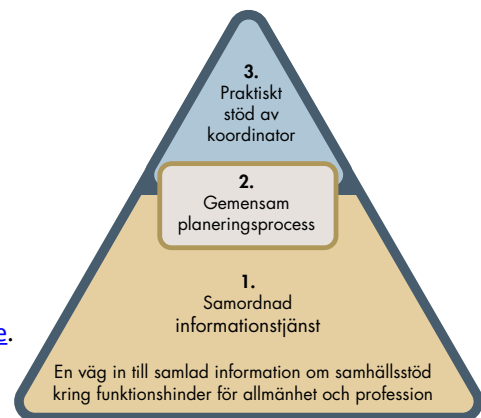 3.
Praktiskt
stöd av
koordinator
2.
Gemensam
planeringsprocess
1.
Samordnad
informationstjänst
e.
En väg in till samlad information om samhällsstöd
kring funktionshinder för allmänhet och profession